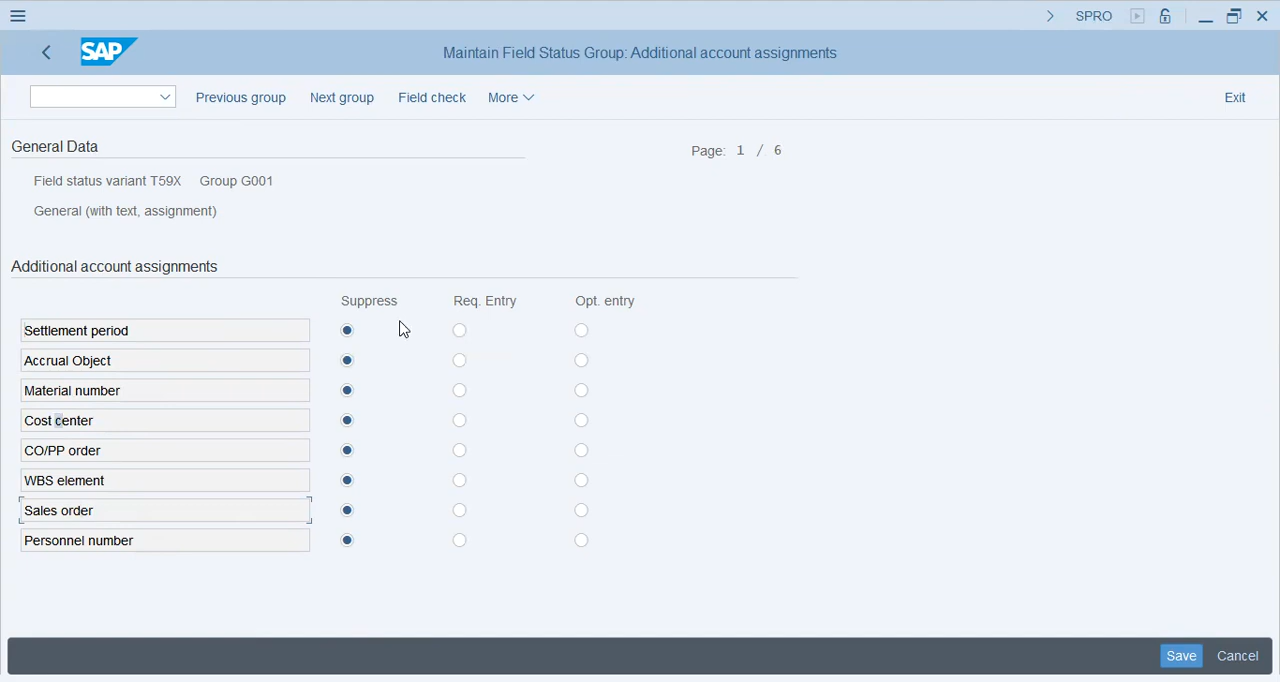 SPRO
SAP
Maintain Field Status Group: Additional account assignments
Previous group Next group Field check More Exit
General Data
Page: 1 / 6
Field status variant T59X Group G001
General (with text, assignment)
Additional account assignments
Suppress Req. Entry Opt. entry
Settlement period
Accrual Object
Material number
Cost center
CO/PP order
WBS element
Sales order
Personnel number
Save Cancel